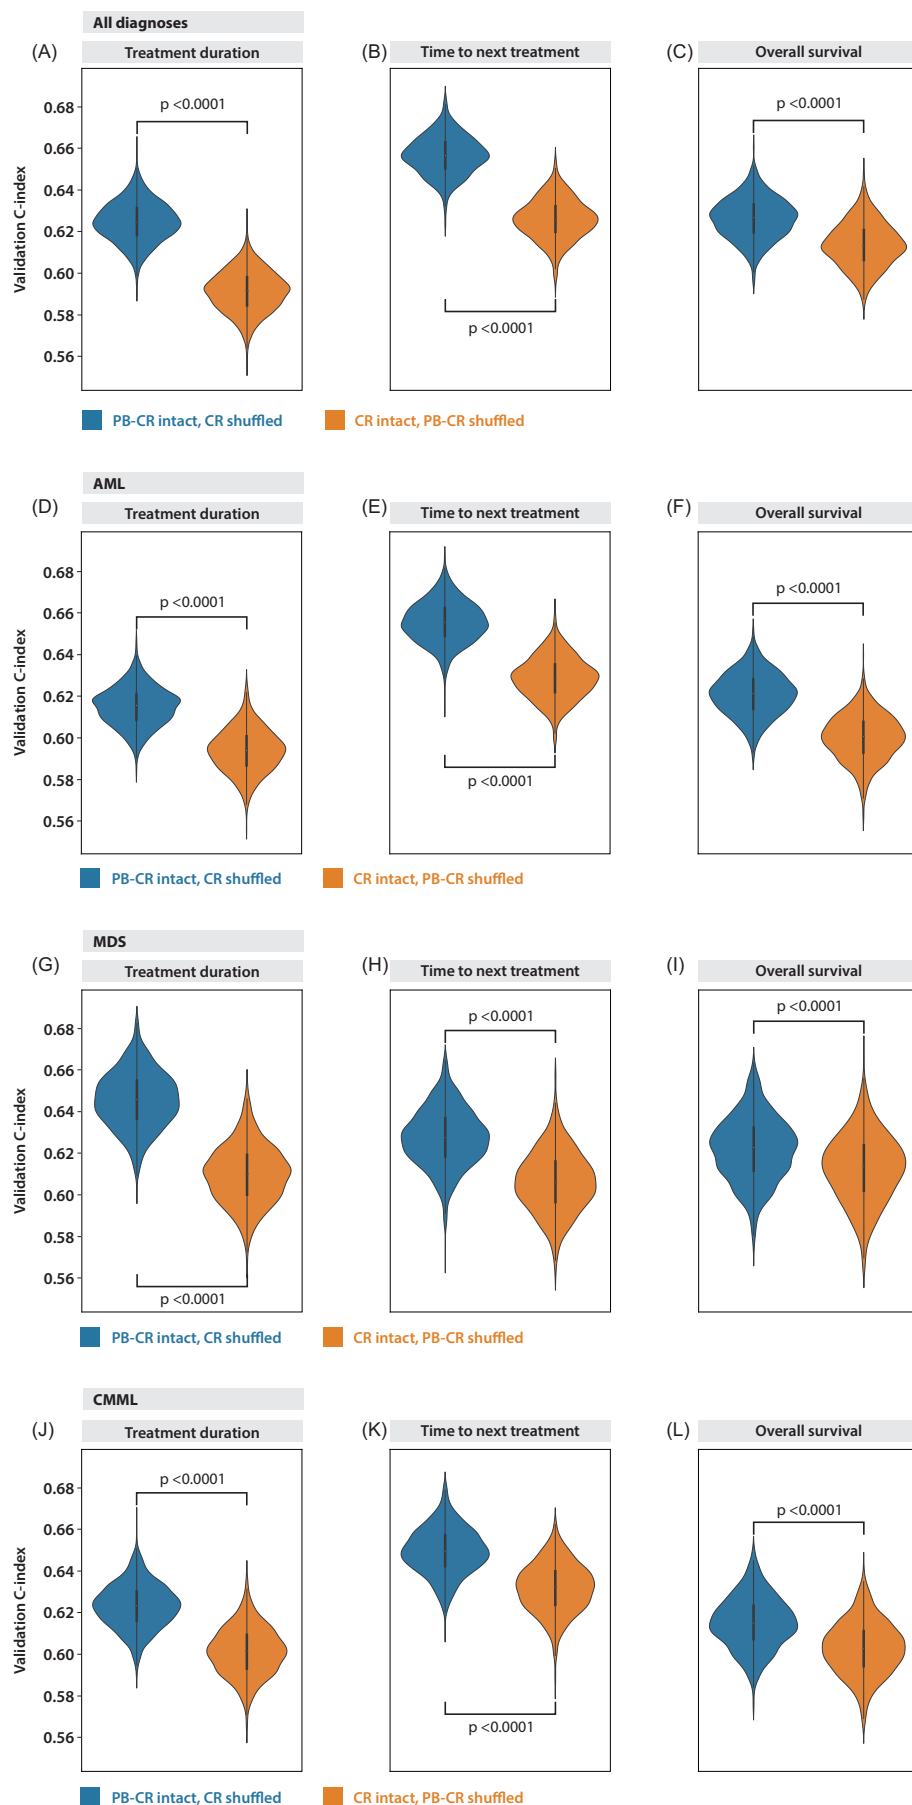 All diagnoses
(A) Treatment duration (B) Time to next treatment (C) Overall survival
p <0.0001 p <0.0001
0.68
0.66
0.64
0.62
0.60
0.58
0.56
Validation C-index
p <0.0001
PB-CR intact, CR shuffled CR intact, PB-CR shuffled
AML
(D) Treatment duration (E) Time to next treatment (F) Overall survival
p <0.0001 p <0.0001
0.68
0.66
0.64
0.62
0.60
0.58
0.56
Validation C-index
p <0.0001
PB-CR intact, CR shuffled CR intact, PB-CR shuffled
MDS
(G) Treatment duration (H) Time to next treatment (I) Overall survival
p <0.0001 p <0.0001
0.68
0.66
0.64
0.62
0.60
0.58
0.56
Validation C-index
p <0.0001
PB-CR intact, CR shuffled CR intact, PB-CR shuffled
CMML
(J) Treatment duration (K) Time to next treatment (L) Overall survival
p <0.0001 p <0.0001
0.68
0.66
0.64
0.62
0.60
0.58
0.56
Validation C-index
p <0.0001
PB-CR intact, CR shuffled CR intact, PB-CR shuffled